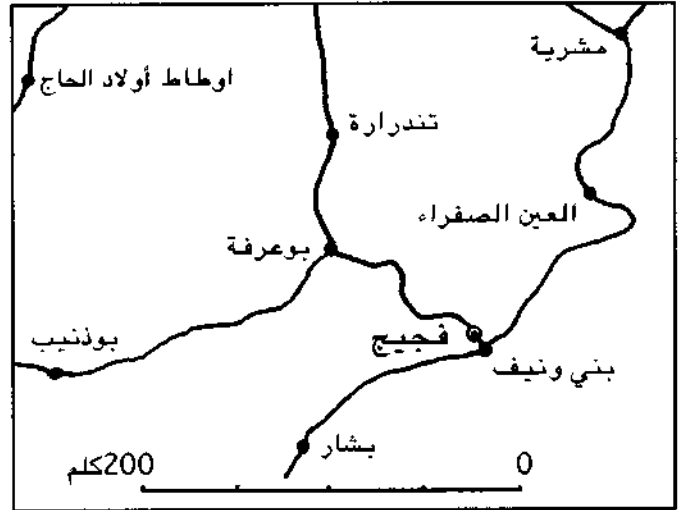 مشرية
اوطاط أولاد الحاج
تندرارة
العين الصفراء
بوعرفة
فجيج
بوذنيب
بني ونيف
بشار
0
200كلم